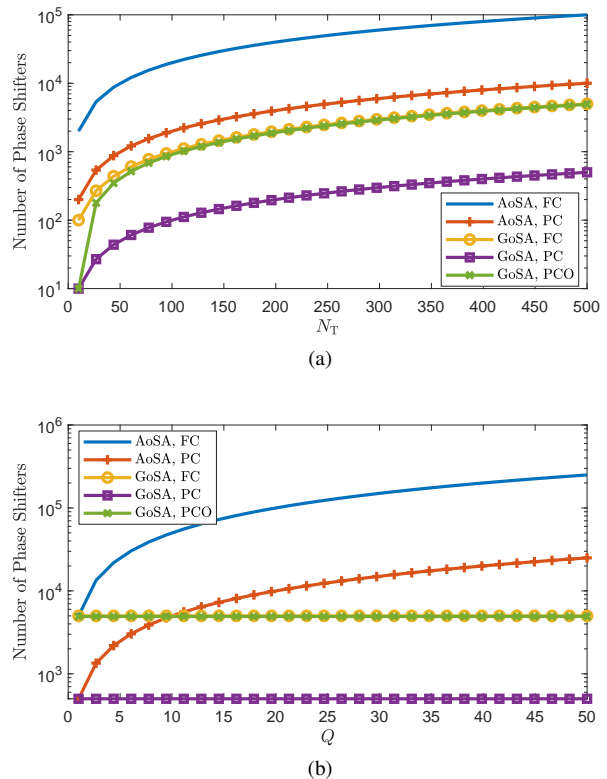 10^5
10^4
10^3
10^2
10^1
Number of Phase Shifters
AoSA, FC
AoSA, PC
GoSA, FC
GoSA, PC
GoSA, PCO
0 50 100 150 200 250 300 350 400 450 500
N_T
(a)
10^6
10^5
10^4
10^3
Number of Phase Shifters
AoSA, FC
AoSA, PC
GoSA, FC
GoSA, PC
GoSA, PCO
0 5 10 15 20 25 30 35 40 45 50
Q
(b)